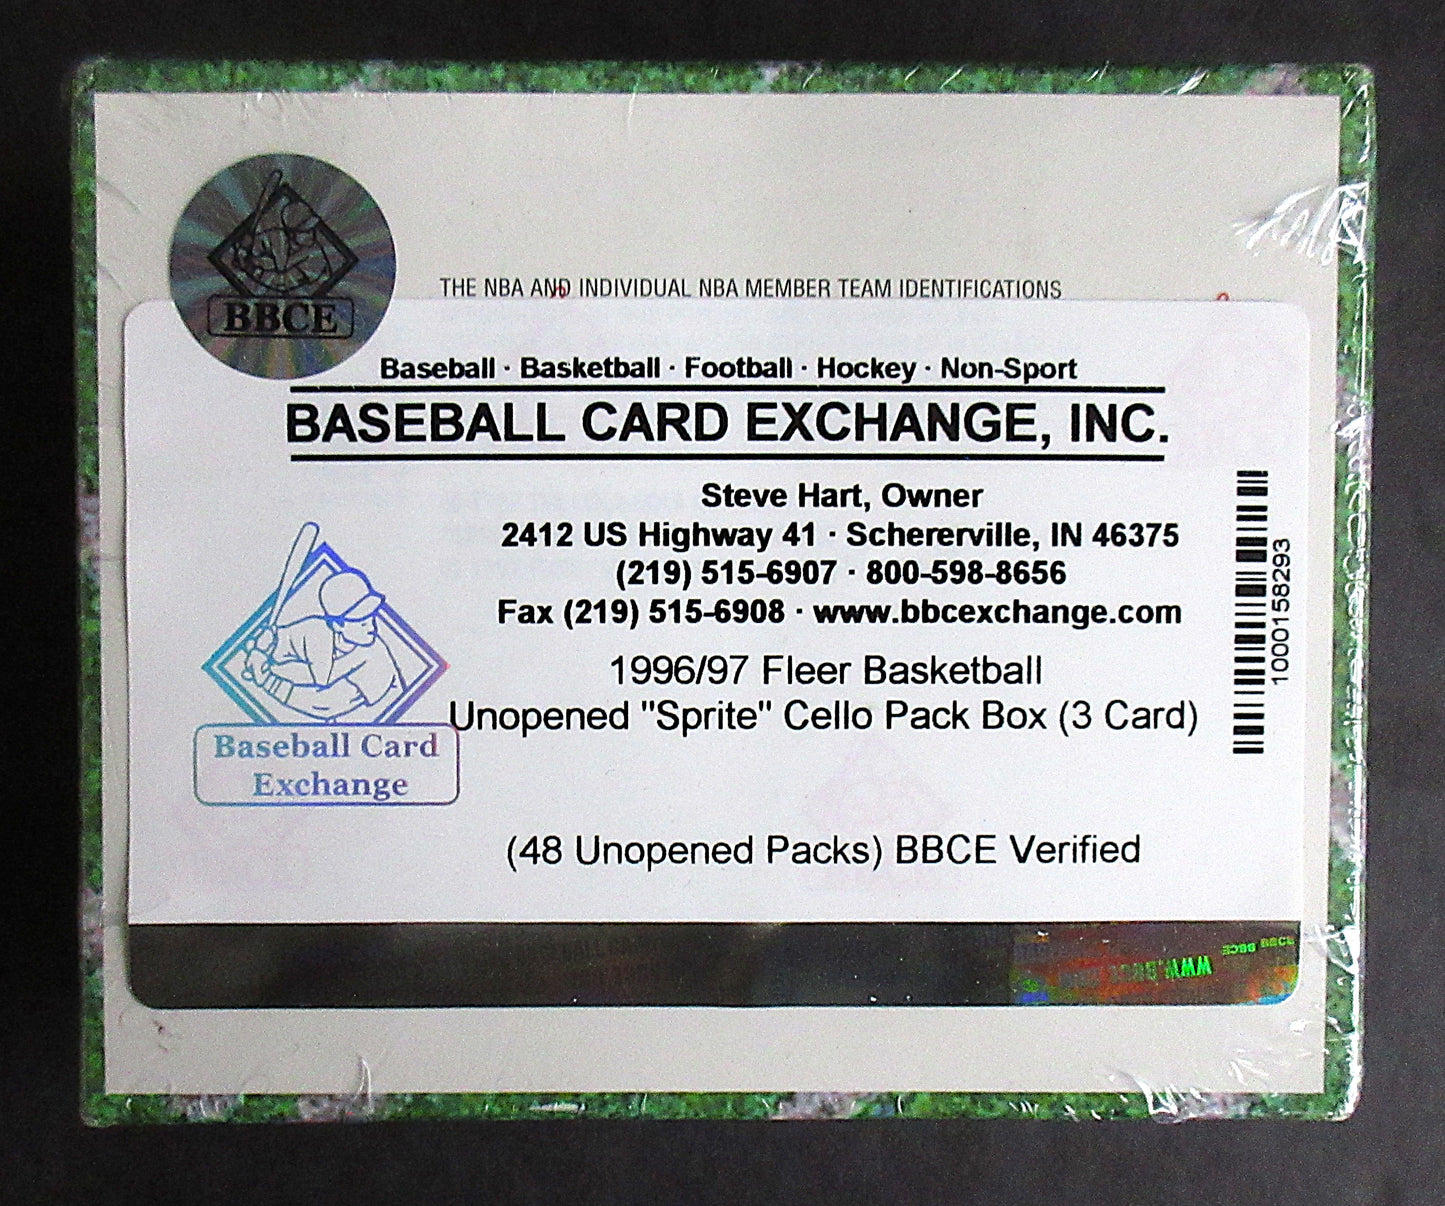 BBCE
THE NBA AND INDIVIDUAL NBA MEMBER TEAM IDENTIFICATIONS
Baseball · Basketball · Football · Hockey · Non-Sport
BASEBALL CARD EXCHANGE, INC.
Steve Hart, Owner
2412 US Highway 41 · Schererville, IN 46375
(219) 515-6907 · 800-598-8656
Fax (219) 515-6908 · www.bbcexchange.com
1996/97 Fleer Basketball
Unopened "Sprite" Cello Pack Box (3 Card)
Baseball Card
Exchange
(48 Unopened Packs) BBCE Verified
1000158293
BBCE BBCE